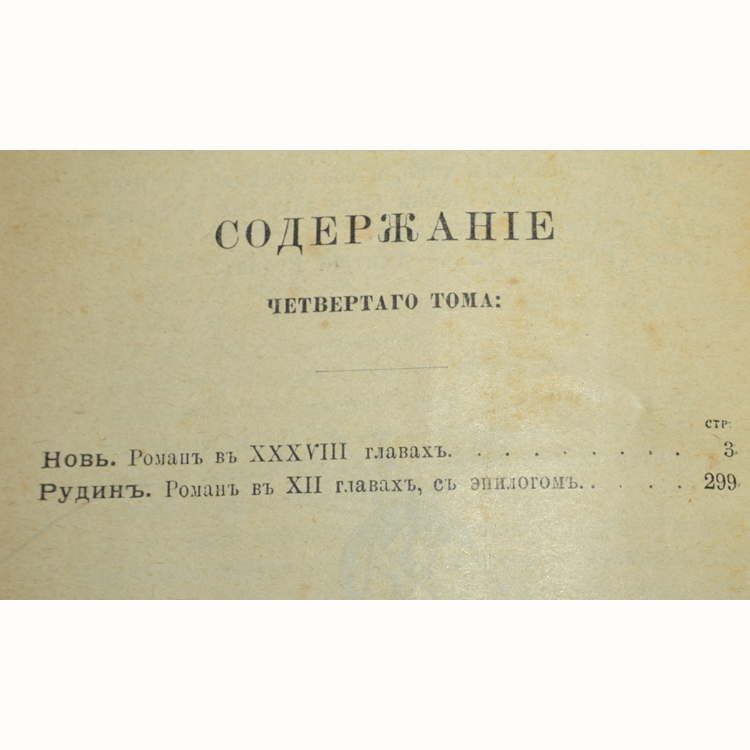 СОДЕРЖАНІЕ
ЧЕТВЕРТАГО ТОМА:
СТР.
Новь. Романъ въ XXXVIII главахъ. . . . . . . . . . 3
Рудинъ. Романъ въ XII главахъ, съ эпилогомъ. . . . . 299